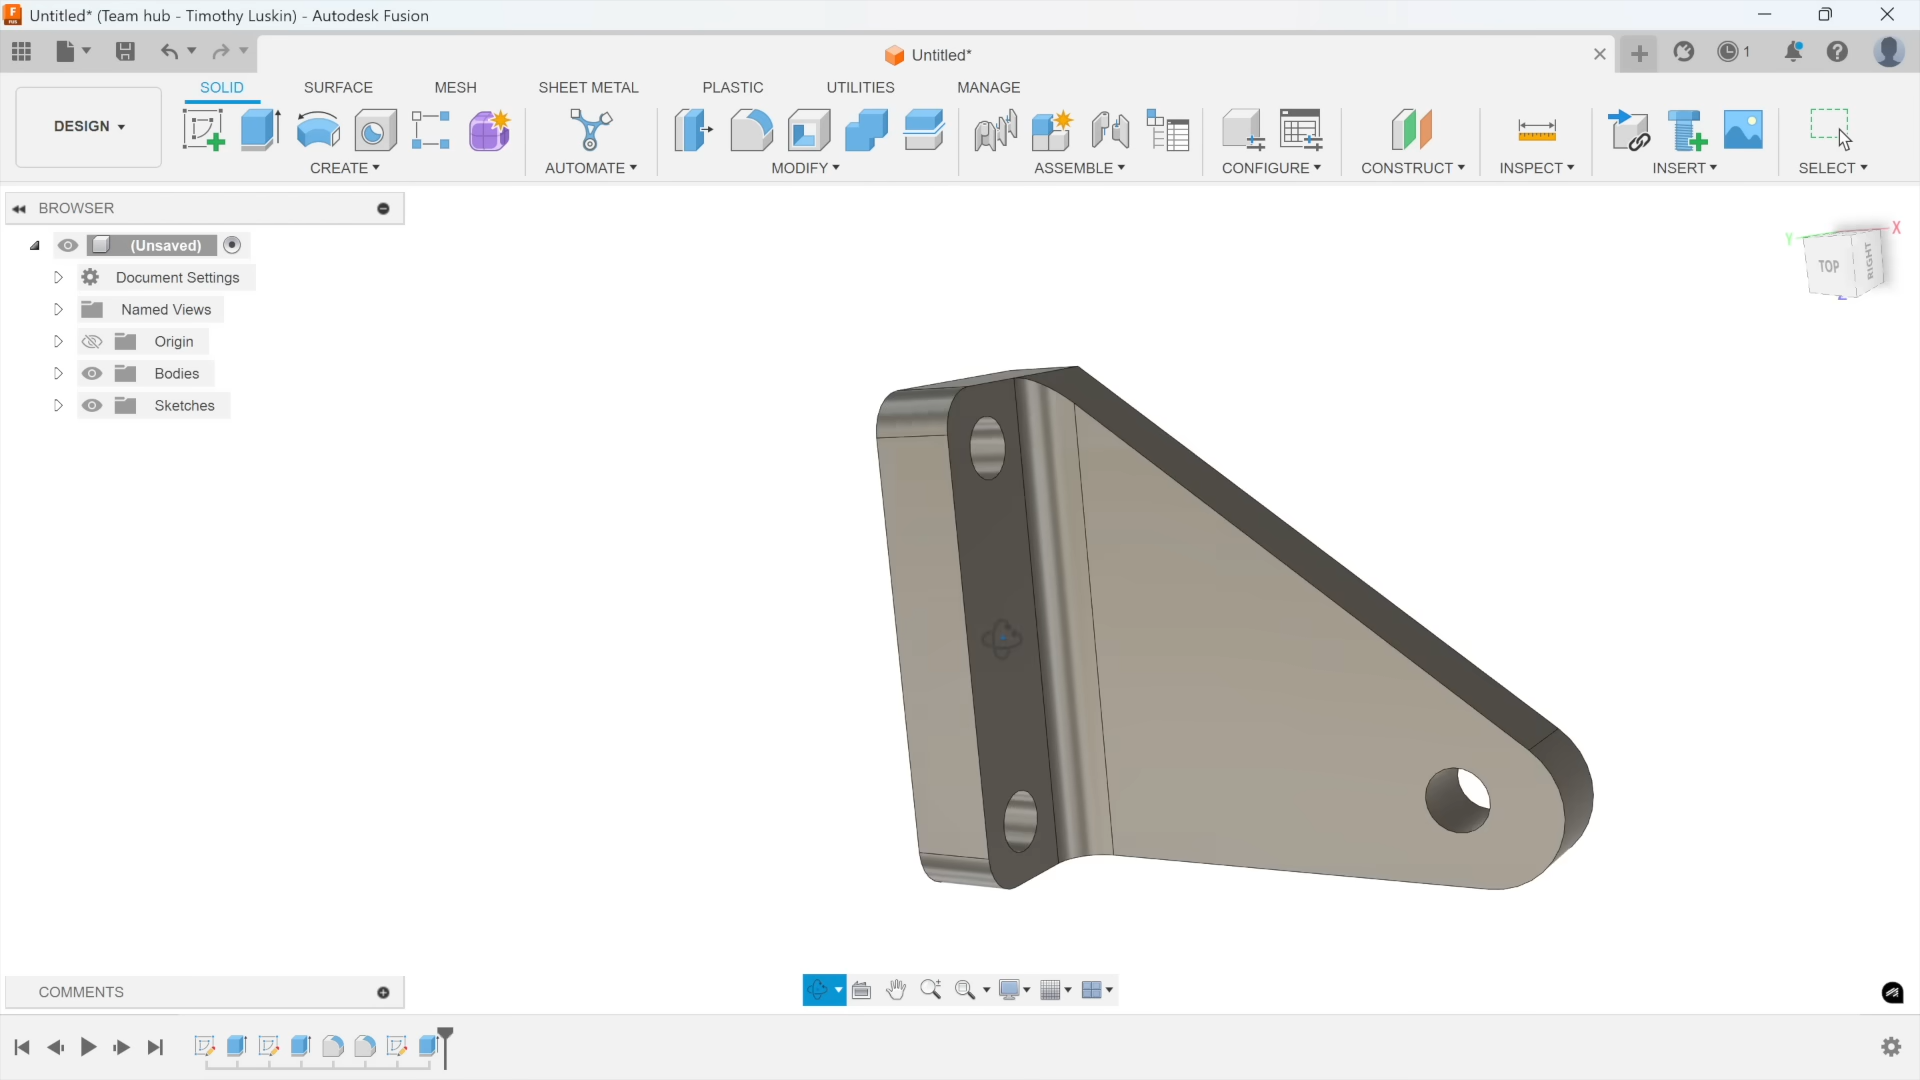 Untitled* (Team hub - Timothy Luskin) - Autodesk Fusion
Untitled*
1
SOLID SURFACE MESH SHEET METAL PLASTIC UTILITIES MANAGE
DESIGN
CREATE AUTOMATE MODIFY ASSEMBLE CONFIGURE CONSTRUCT INSPECT INSERT SELECT
BROWSER
(Unsaved)
Document Settings
Named Views
Origin
Bodies
Sketches
X
Y
TOP
RIGHT
Z
COMMENTS